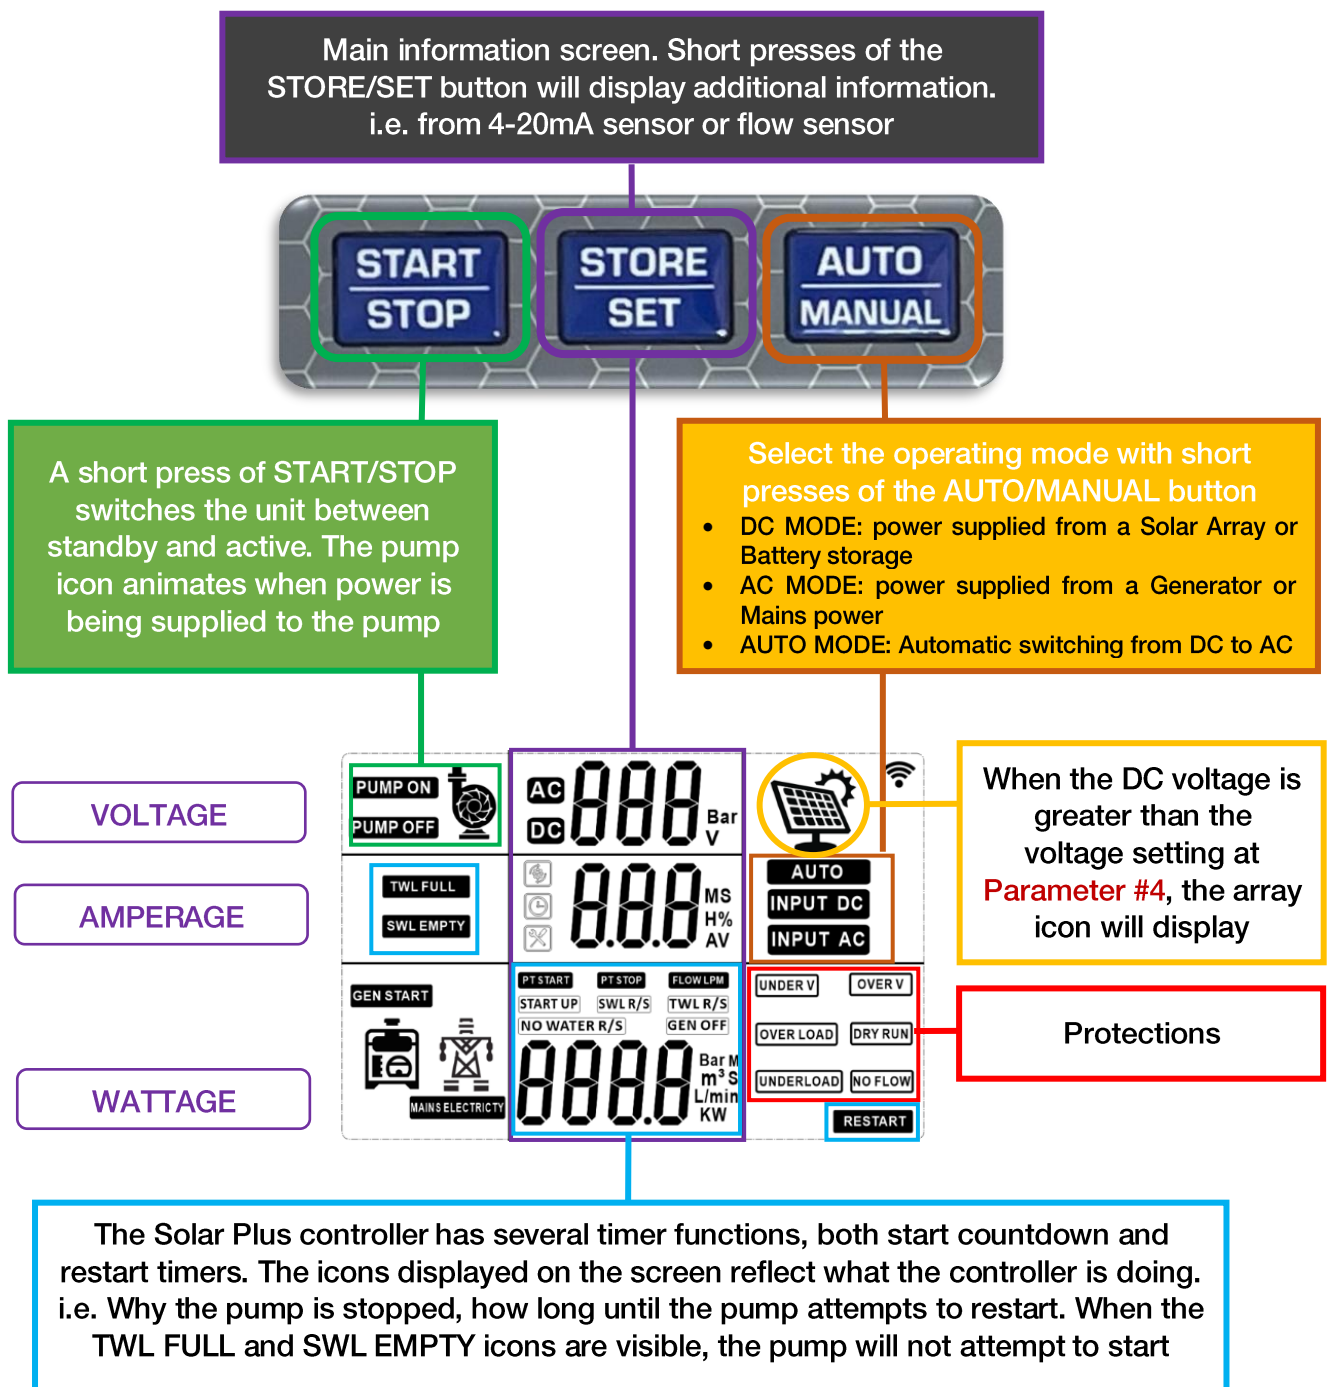 Main information screen. Short presses of the
STORE/SET button will display additional information.
i.e. from 4-20mA sensor or flow sensor
START
STOP
STORE
SET
AUTO
MANUAL
A short press of START/STOP
switches the unit between
standby and active. The pump
icon animates when power is
being supplied to the pump
Select the operating mode with short
presses of the AUTO/MANUAL button
• DC MODE: power supplied from a Solar Array or
Battery storage
• AC MODE: power supplied from a Generator or
Mains power
• AUTO MODE: Automatic switching from DC to AC
VOLTAGE
AMPERAGE
WATTAGE
PUMP ON
PUMP OFF
AC
DC
888
Bar
V
TWL FULL
SWL EMPTY
8.8.8
MS
H%
AV
AUTO
INPUT DC
INPUT AC
GEN START
MAINS ELECTRICTY
PT START PT STOP FLOW LPM
START UP SWL R/S TWL R/S
NO WATER R/S GEN OFF
888.8
Bar M
m³ S
L/min
KW
UNDER V OVER V
OVER LOAD DRY RUN
UNDERLOAD NO FLOW
RESTART
When the DC voltage is
greater than the
voltage setting at
Parameter #4, the array
icon will display
Protections
The Solar Plus controller has several timer functions, both start countdown and
restart timers. The icons displayed on the screen reflect what the controller is doing.
i.e. Why the pump is stopped, how long until the pump attempts to restart. When the
TWL FULL and SWL EMPTY icons are visible, the pump will not attempt to start